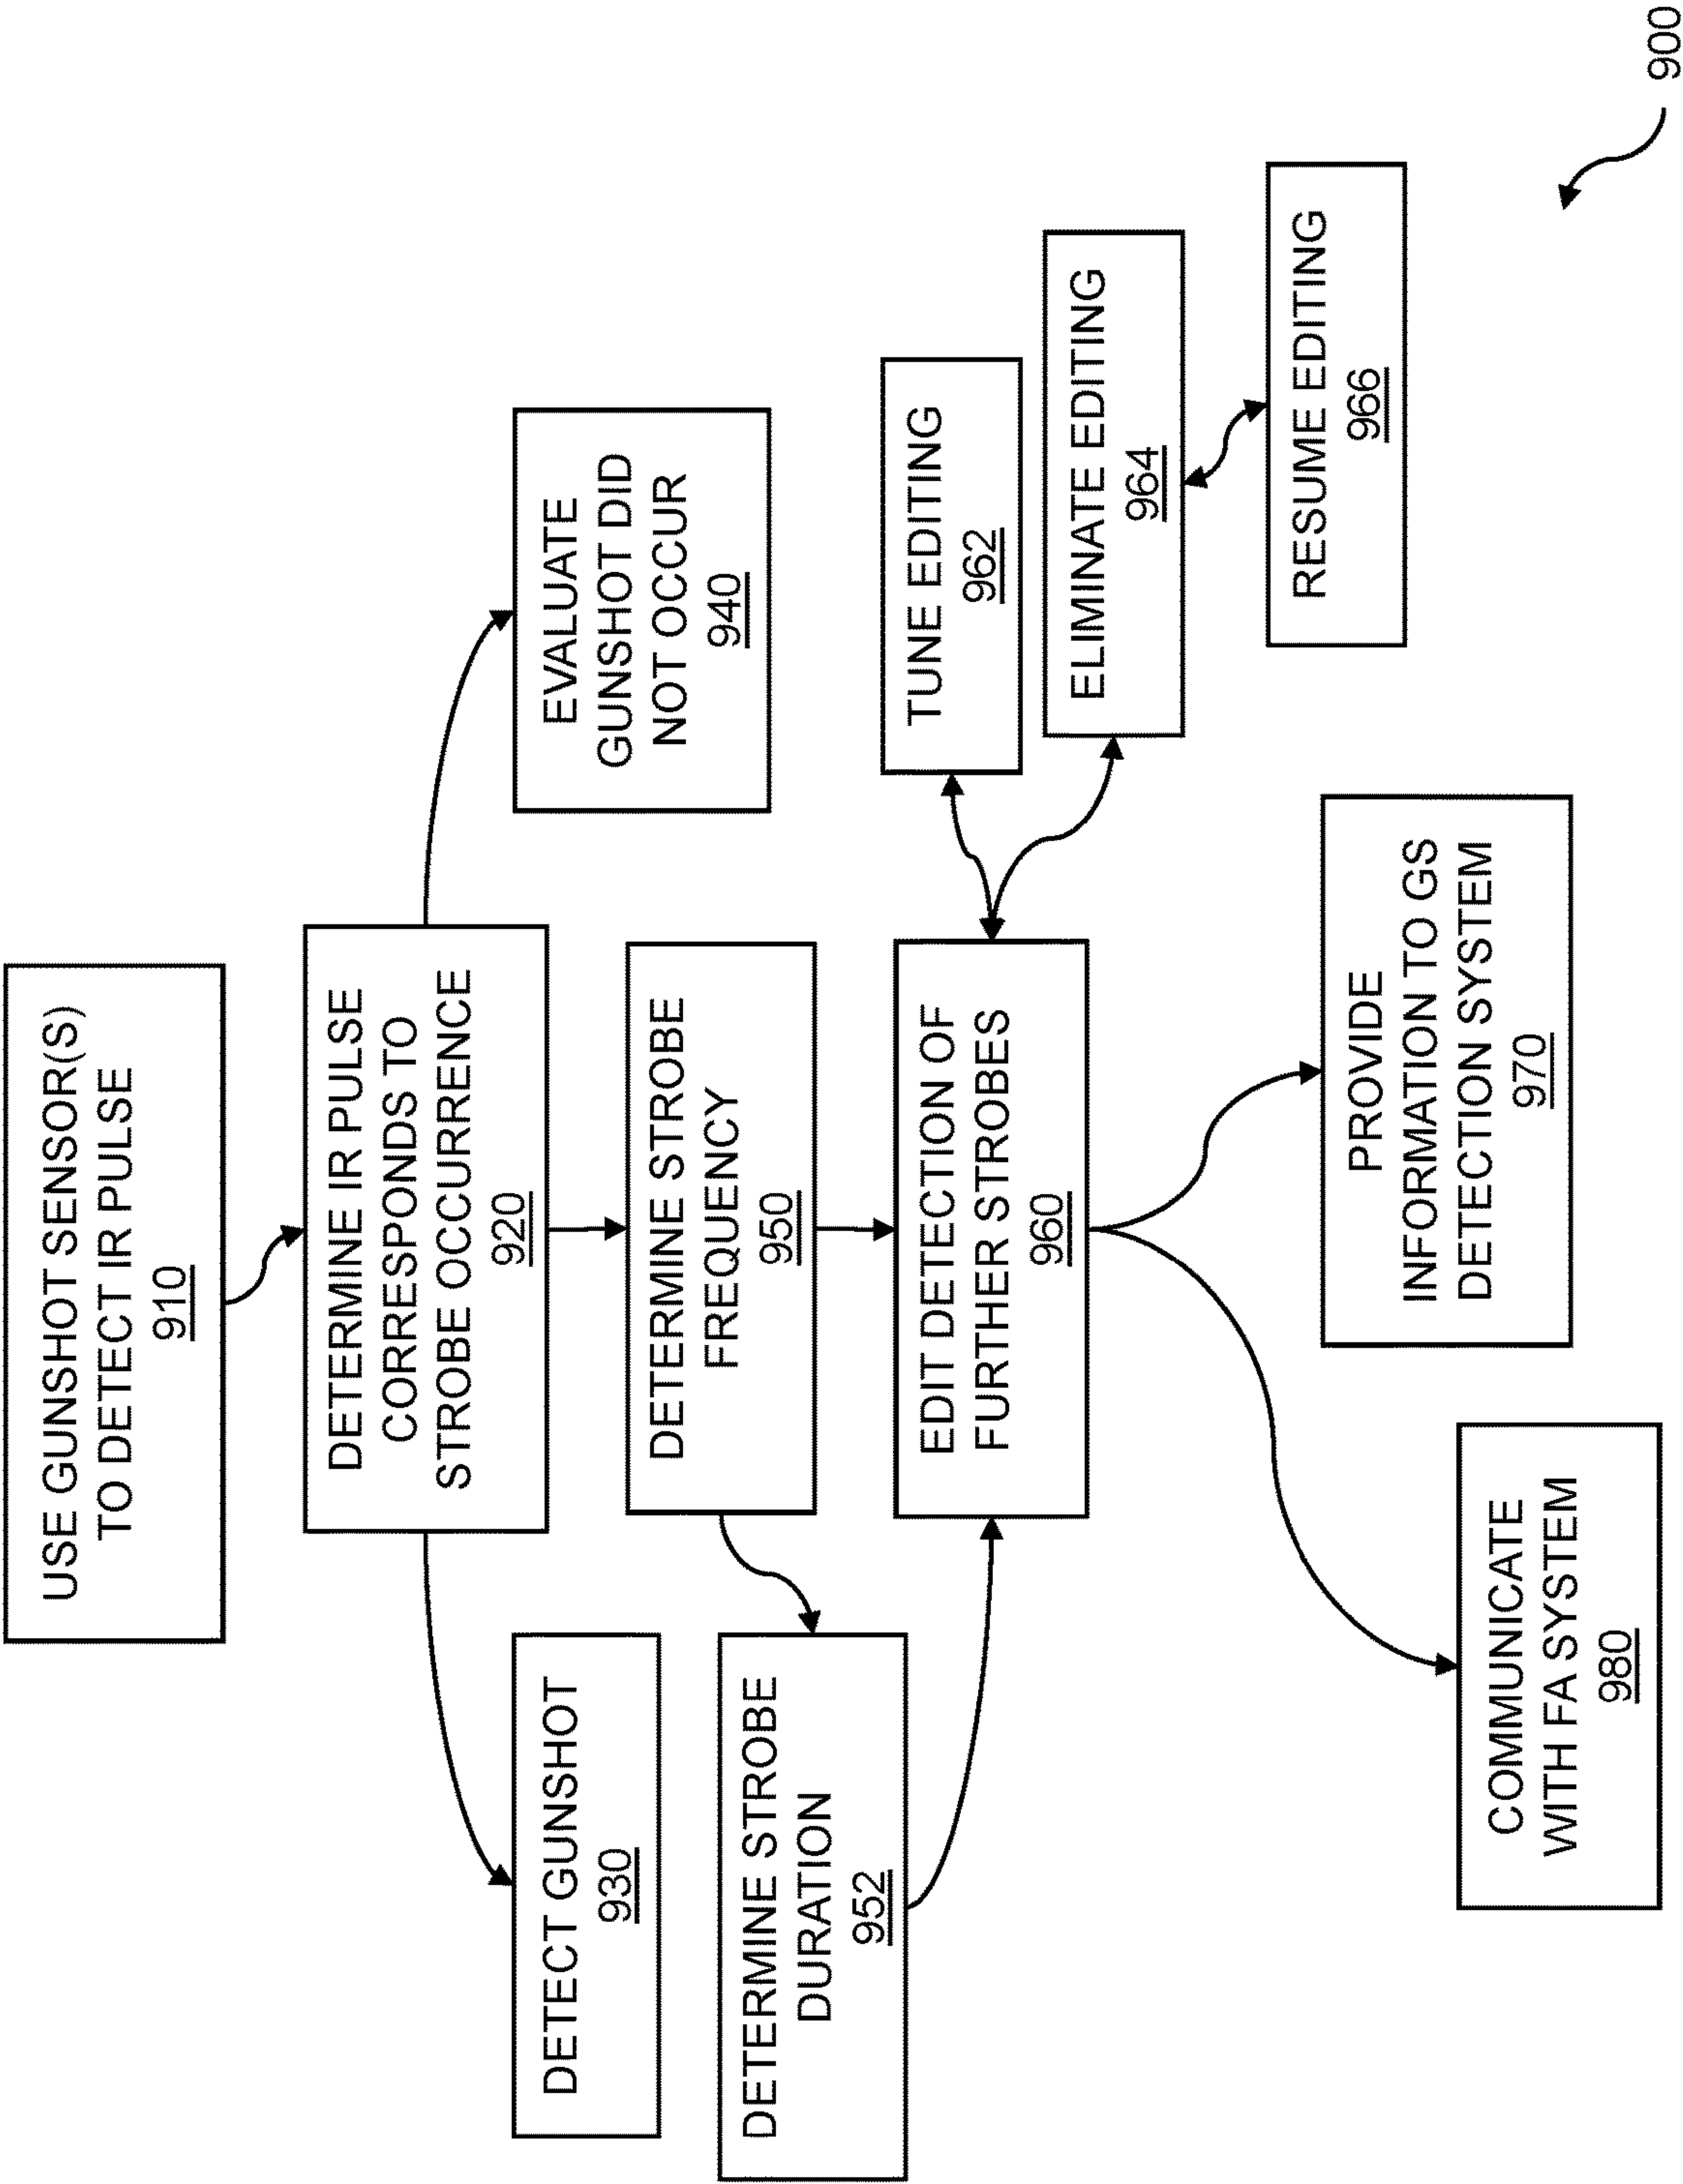 USE GUNSHOT SENSOR(S)
TO DETECT IR PULSE
910
DETERMINE IR PULSE
CORRESPONDS TO
STROBE OCCURRENCE
920
DETECT GUNSHOT
930
EVALUATE
GUNSHOT DID
NOT OCCUR
940
DETERMINE STROBE
FREQUENCY
950
DETERMINE STROBE
DURATION
952
EDIT DETECTION OF
FURTHER STROBES
960
TUNE EDITING
962
ELIMINATE EDITING
964
RESUME EDITING
966
PROVIDE
INFORMATION TO GS
DETECTION SYSTEM
970
COMMUNICATE
WITH FA SYSTEM
980
900